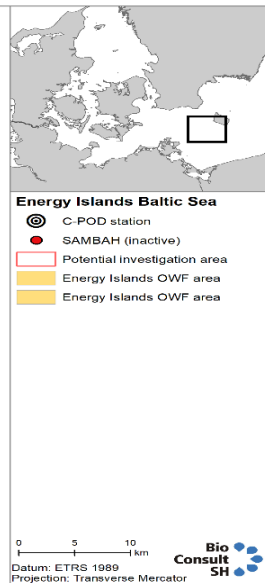 Energy Islands Baltic Sea
C-POD station
SAMBAH (inactive)
Potential investigation area
Energy Islands OWF area
Energy Islands OWF area
0 5 10
km
Bio
Consult
SH
Datum: ETRS 1989
Projection: Transverse Mercator